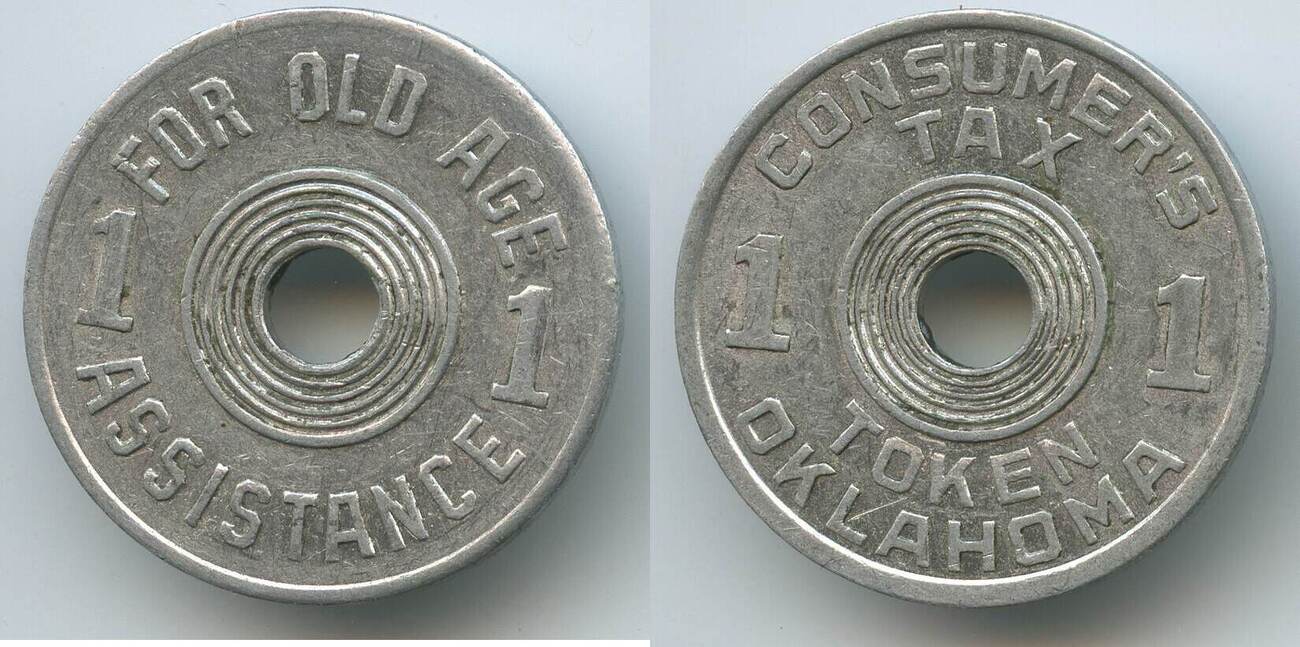 FOR OLD AGE
1 1
ASSISTANCE
CONSUMER'S
TAX
1 1
TOKEN
OKLAHOMA